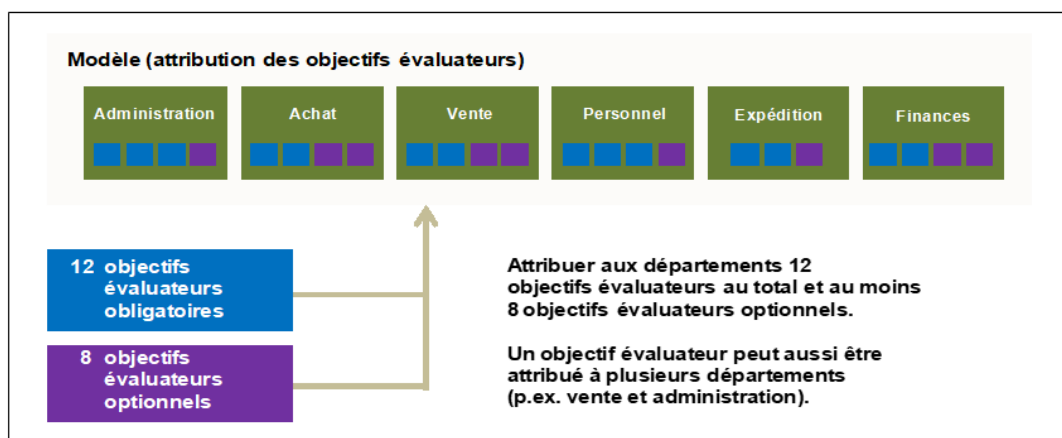 Modèle (attribution des objectifs évaluateurs)
Administration
Achat
Vente
Personnel
Expédition
Finances
12 objectifs
évaluateurs
obligatoires
8 objectifs
évaluateurs
optionnels
Attribuer aux départements 12
objectifs évaluateurs au total et au moins
8 objectifs évaluateurs optionnels.
Un objectif évaluateur peut aussi être
attribué à plusieurs départements
(p.ex. vente et administration).